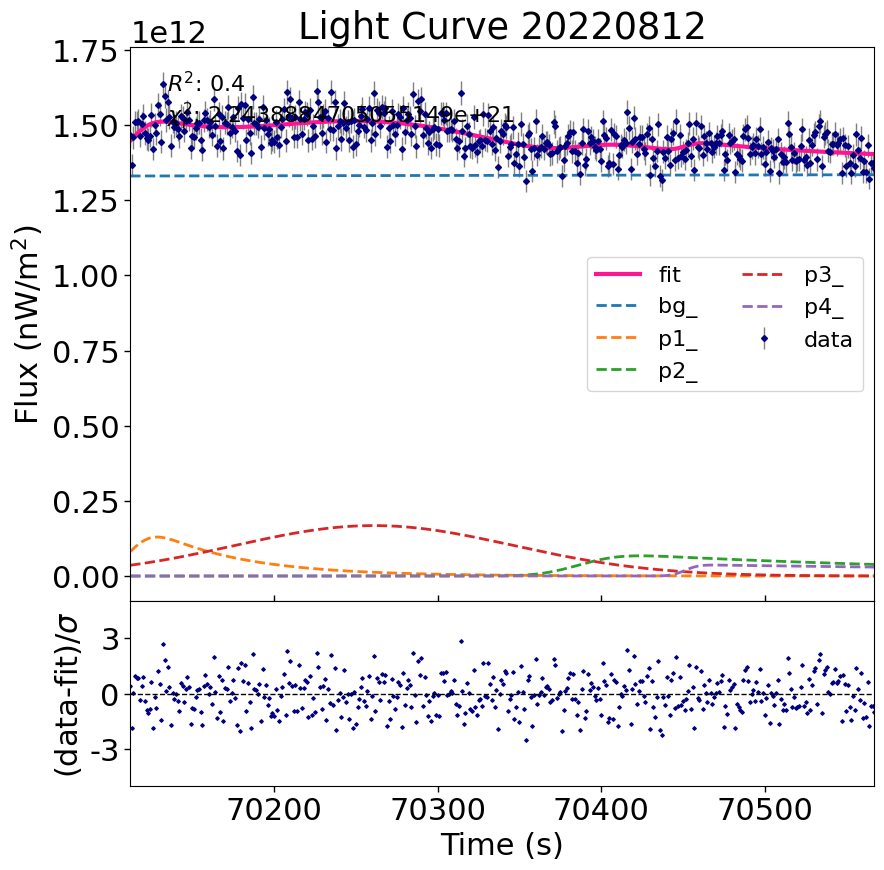 Light Curve 20220812
1e12
1.75
1.50
1.25
1.00
0.75
0.50
0.25
0.00
Flux (nW/m²)
R²: 0.4
fit
bg_
p1_
p2_
p3_
p4_
data
3
0
-3
(data-fit)/σ
70200 70300 70400 70500
Time (s)